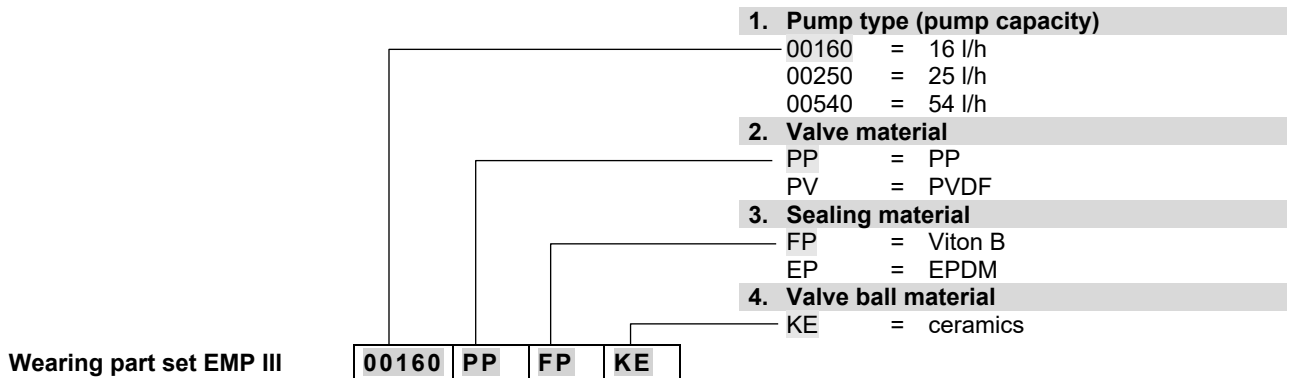 1. Pump type (pump capacity)
00160 = 16 l/h
00250 = 25 l/h
00540 = 54 l/h
2. Valve material
PP = PP
PV = PVDF
3. Sealing material
FP = Viton B
EP = EPDM
4. Valve ball material
KE = ceramics
Wearing part set EMP III 00160 PP FP KE